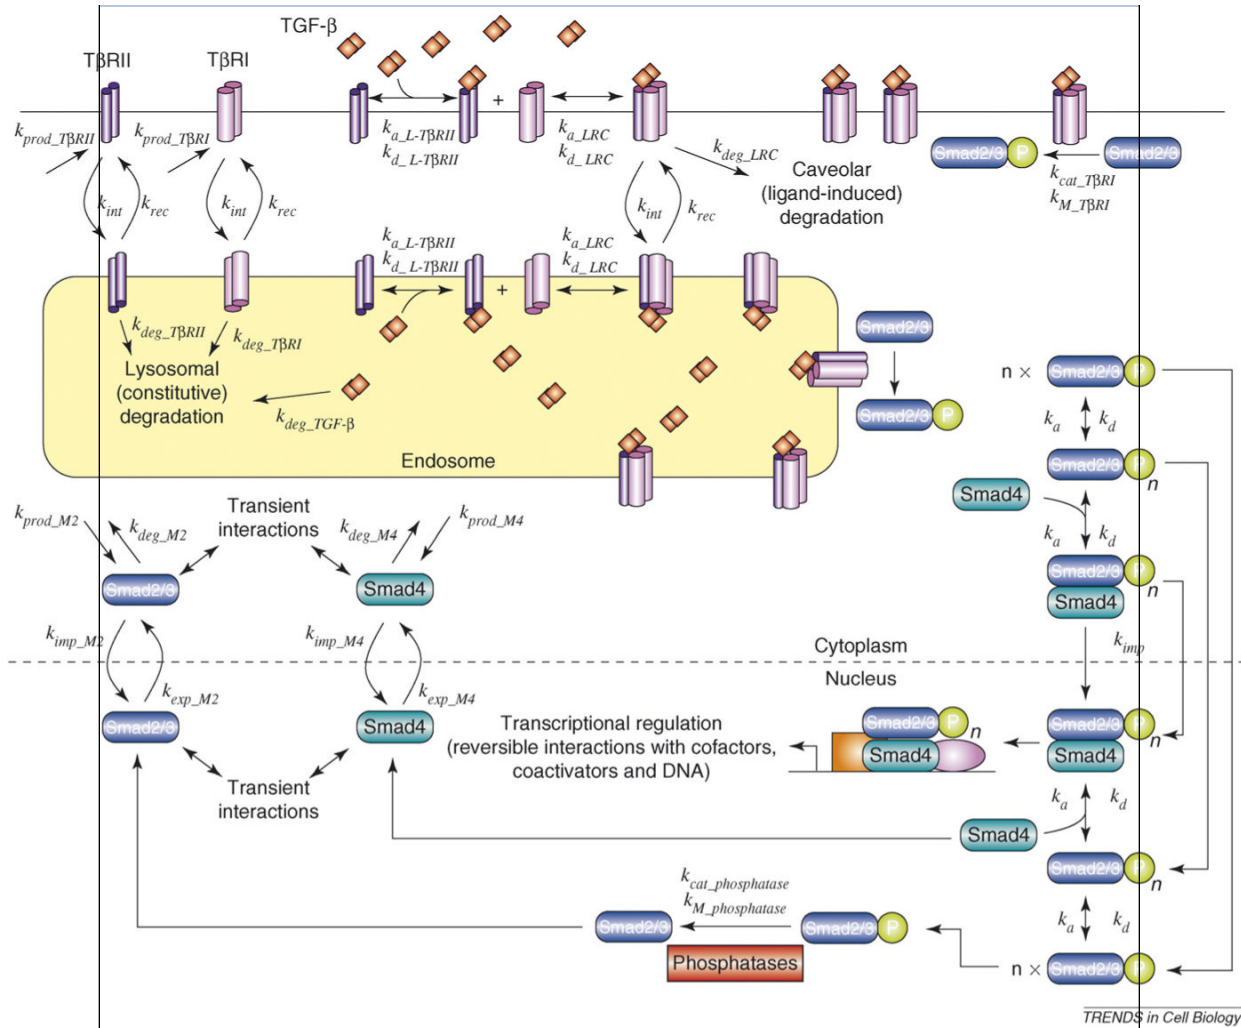 TGF-β
TβRII
TβRI
+
k_prod_TβRII
k_prod_TβRI
k_a_L-TβRII
k_d_L-TβRII
k_a_LRC
k_d_LRC
k_deg_LRC
Smad2/3 P
Smad2/3
k_cat_TβRI
k_M_TβRI
Caveolar
(ligand-induced)
degradation
k_int
k_rec
k_int
k_rec
k_int
k_rec
k_a_L-TβRII
k_d_L-TβRII
k_a_LRC
k_d_LRC
+
k_deg_TβRII
k_deg_TβRI
Lysosomal
(constitutive)
degradation
k_deg_TGF-β
Endosome
Smad2/3
Smad2/3 P
n × Smad2/3 P
k_a
k_d
Smad2/3 P n
Smad4
k_a
k_d
Smad2/3 P n
Smad4
k_imp
k_prod_M2
k_deg_M2
Transient
interactions
k_deg_M4
k_prod_M4
Smad2/3
Smad4
k_imp_M2
k_imp_M4
Cytoplasm
Nucleus
k_exp_M2
k_exp_M4
Smad2/3
Smad4
Transient
interactions
Transcriptional regulation
(reversible interactions with cofactors,
coactivators and DNA)
Smad2/3 P n
Smad4
Smad2/3 P n
Smad4
k_a
k_d
Smad4
Smad2/3 P n
k_a
k_d
k_cat_phosphatase
k_M_phosphatase
Smad2/3
Smad2/3 P
Phosphatases
n × Smad2/3 P
TRENDS in Cell Biology